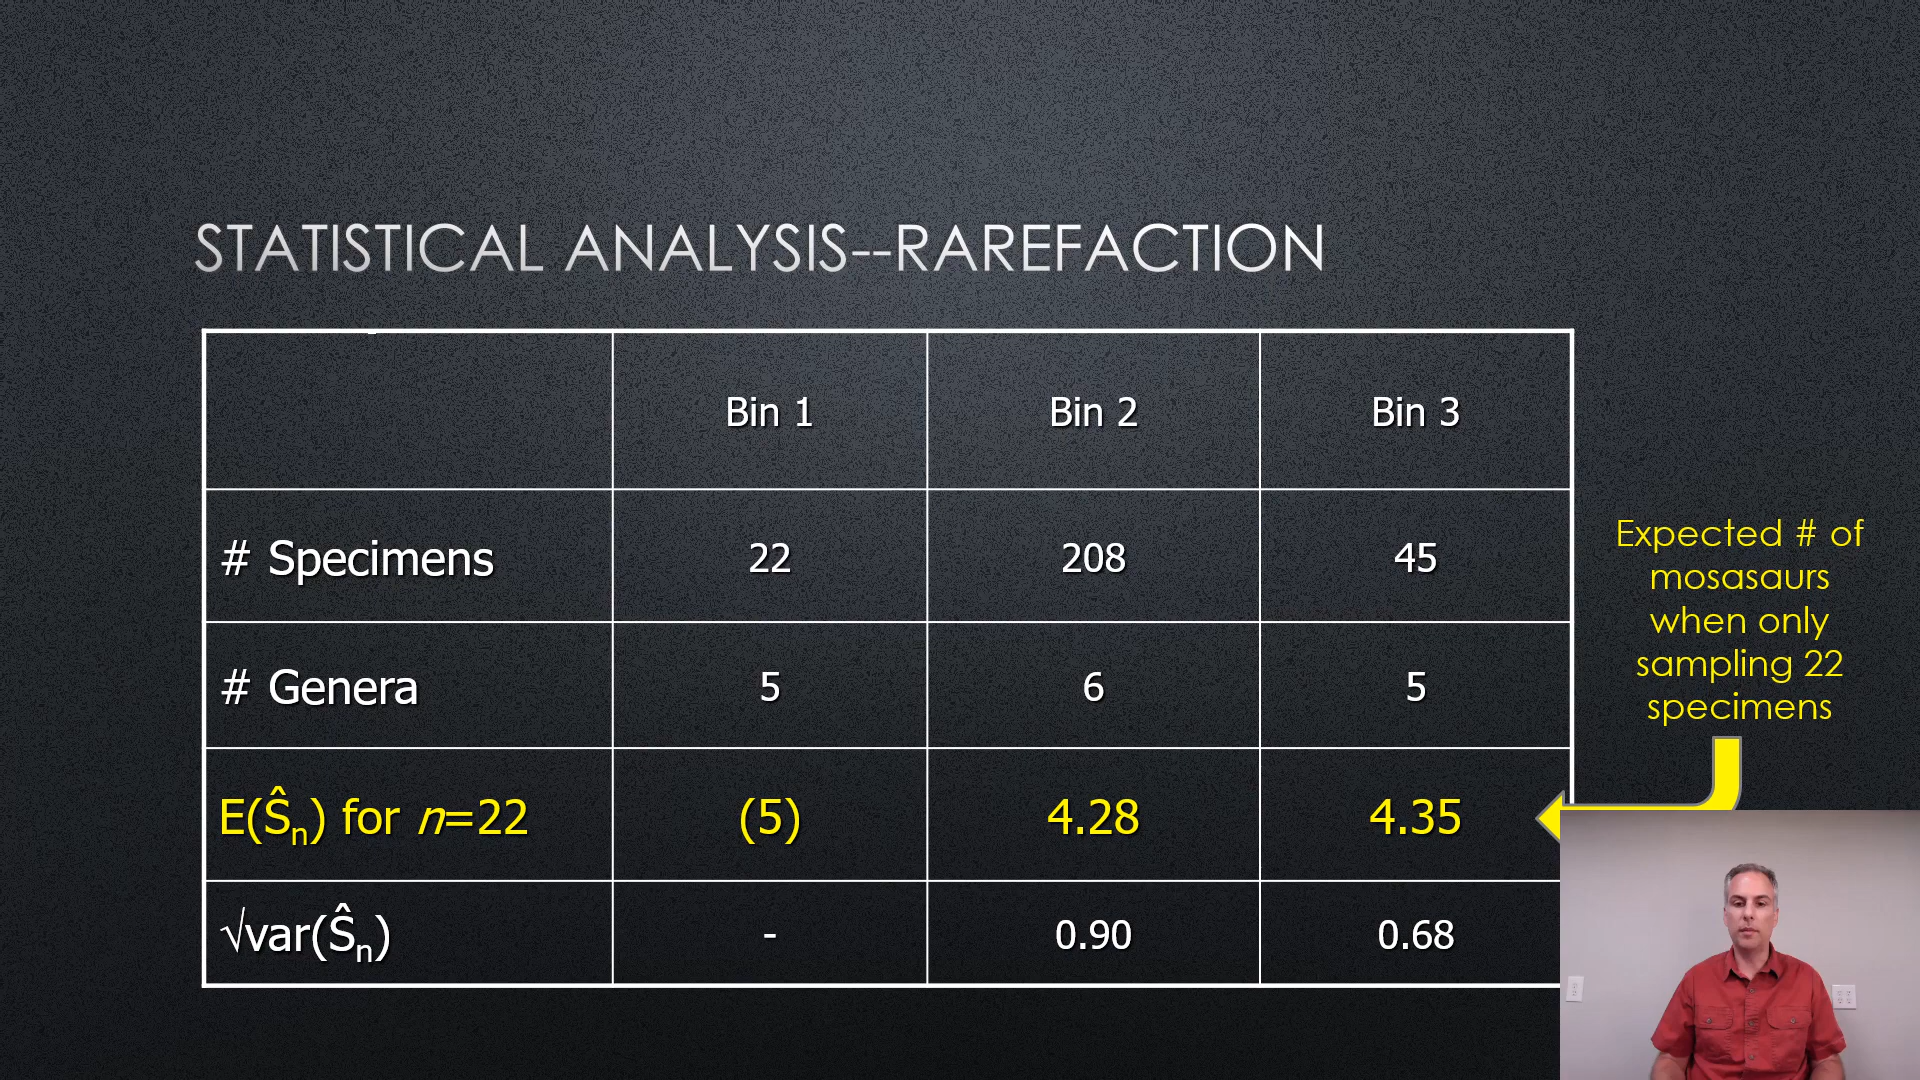 STATISTICAL ANALYSIS--RAREFACTION
Bin 1 Bin 2 Bin 3
# Specimens 22 208 45
# Genera 5 6 5
E(Ŝn) for n=22 (5) 4.28 4.35
√var(Ŝn) - 0.90 0.68
Expected # of
mosasaurs
when only
sampling 22
specimens